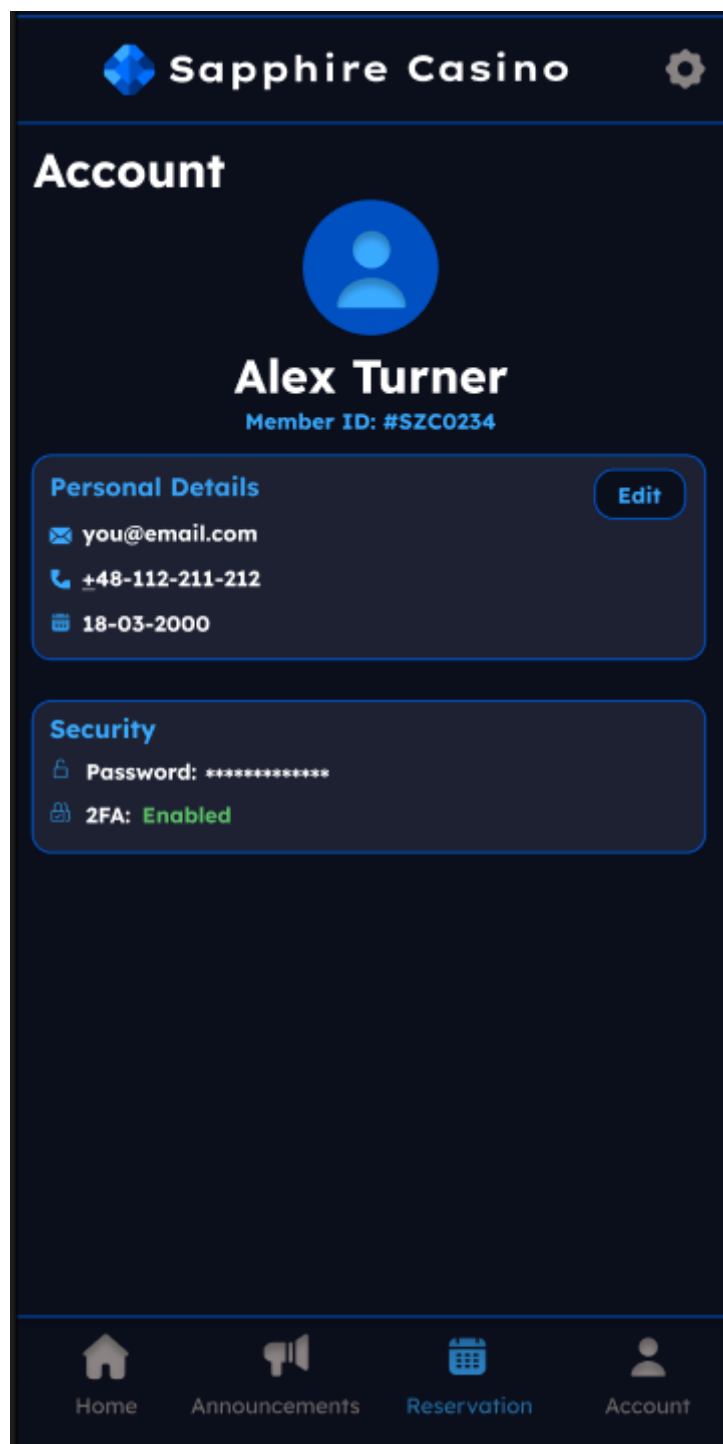 Sapphire Casino
Account
Alex Turner
Member ID: #SZC0234
Personal Details
Edit
you@email.com
+48-112-211-212
18-03-2000
Security
Password: *************
2FA: Enabled
Home
Announcements
Reservation
Account